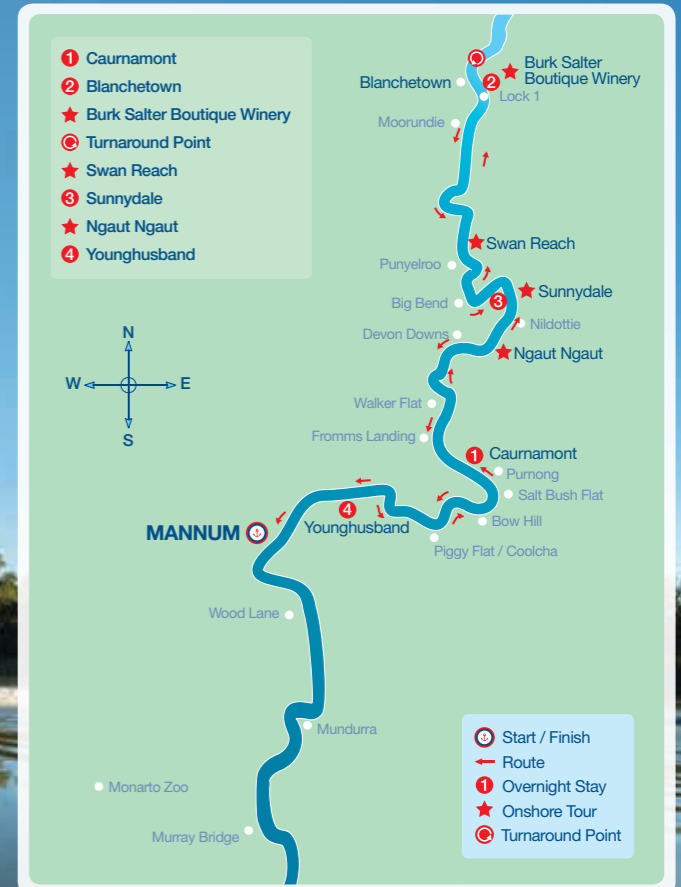 1 Caurnamont
2 Blanchetown
Burk Salter Boutique Winery
Turnaround Point
Swan Reach
3 Sunnydale
Ngaut Ngaut
4 Younghusband
N
W E
S
Burk Salter
Boutique Winery
Blanchetown
2
Lock 1
Moorundie
Swan Reach
Punyelroo
Sunnydale
Big Bend
3
Nildottie
Devon Downs
Ngaut Ngaut
Walker Flat
Fromms Landing
1 Caurnamont
Purnong
Salt Bush Flat
4
Younghusband
Bow Hill
MANNUM
Piggy Flat / Coolcha
Wood Lane
Mundurra
Monarto Zoo
Murray Bridge
Start / Finish
Route
1 Overnight Stay
Onshore Tour
Turnaround Point